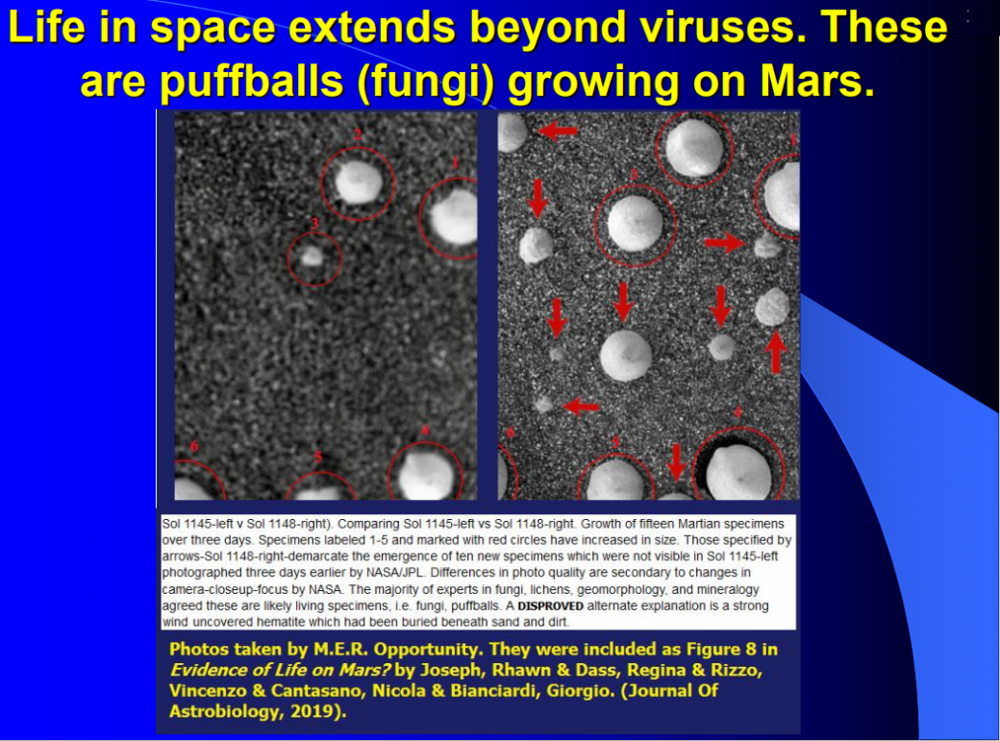 Life in space extends beyond viruses. These
are puffballs (fungi) growing on Mars.
2
1
3
6
5
4
1
1
6
5
4
Sol 1145-left v Sol 1148-right). Comparing Sol 1145-left vs Sol 1148-right. Growth of fifteen Martian specimens
over three days. Specimens labeled 1-5 and marked with red circles have increased in size. Those specified by
arrows-Sol 1148-right-demarcate the emergence of ten new specimens which were not visible in Sol 1145-left
photographed three days earlier by NASA/JPL. Differences in photo quality are secondary to changes in
camera-closeup-focus by NASA. The majority of experts in fungi, lichens, geomorphology, and mineralogy
agreed these are likely living specimens, i.e. fungi, puffballs. A DISPROVED alternate explanation is a strong
wind uncovered hematite which had been buried beneath sand and dirt.
Photos taken by M.E.R. Opportunity. They were included as Figure 8 in
Evidence of Life on Mars? by Joseph, Rhawn & Dass, Regina & Rizzo,
Vincenzo & Cantasano, Nicola & Bianciardi, Giorgio. (Journal Of
Astrobiology, 2019).